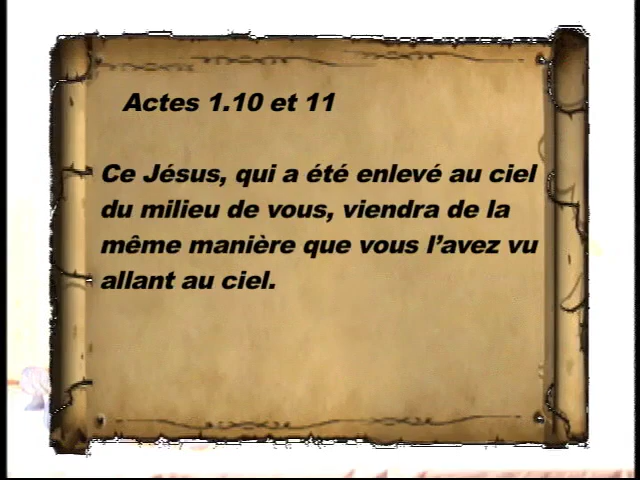 Actes 1.10 et 11
Ce Jésus, qui a été enlevé au ciel
du milieu de vous, viendra de la
même manière que vous l’avez vu
allant au ciel.